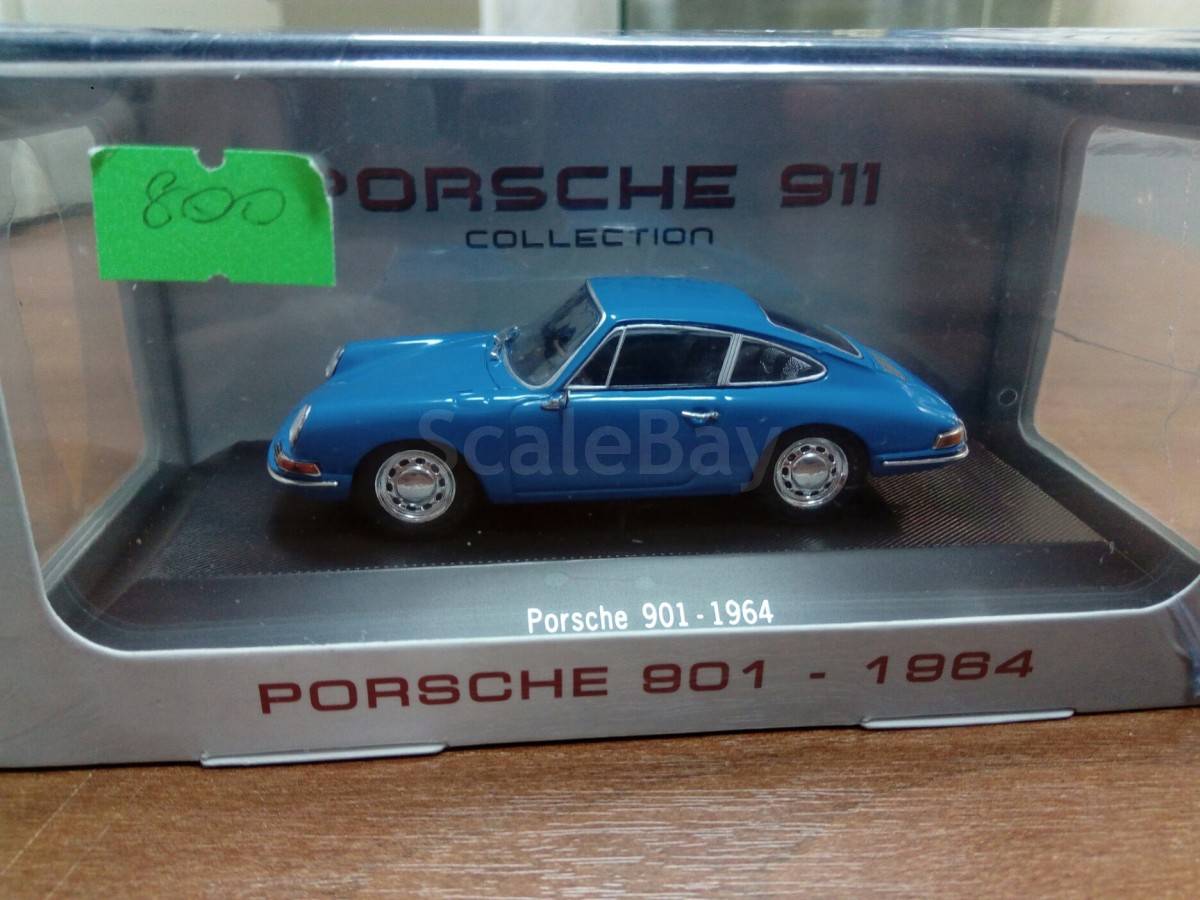 800
PORSCHE 911
COLLECTION
ScaleBay
Porsche 901-1964
PORSCHE 901 - 1964